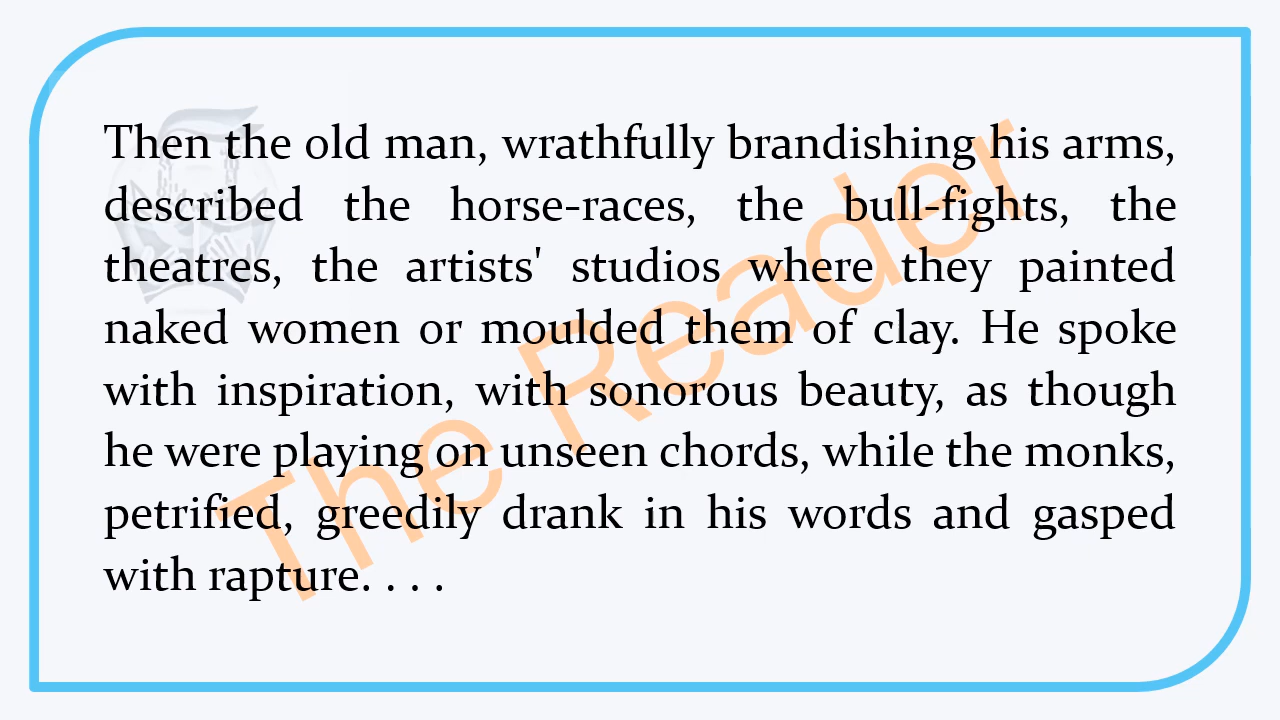 Then the old man, wrathfully brandishing his arms,
described the horse-races, the bull-fights, the
theatres, the artists' studios where they painted
naked women or moulded them of clay. He spoke
with inspiration, with sonorous beauty, as though
he were playing on unseen chords, while the monks,
petrified, greedily drank in his words and gasped
with rapture. . . .
The Reader